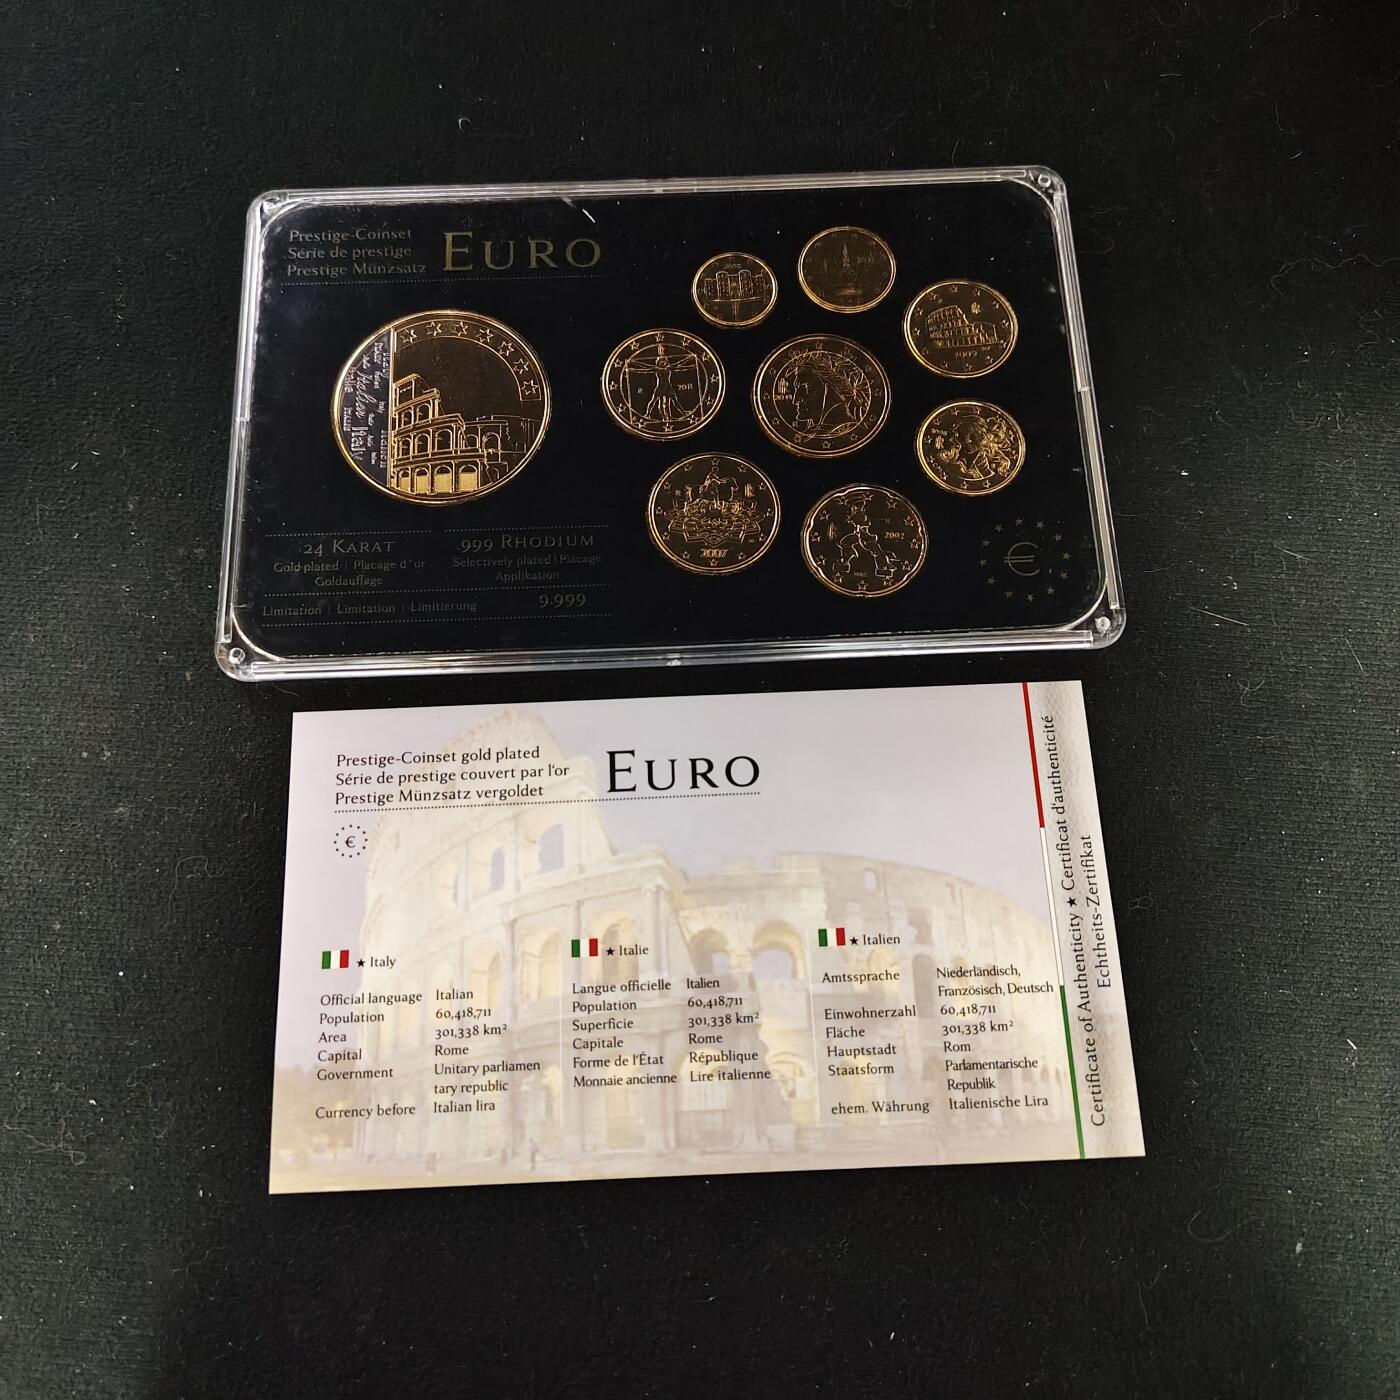 Prestige-Coinset
Série de prestige
Prestige Münzsatz
EURO
24 KARAT
Gold plated | Placage d'or
Goldauflage
999 RHODIUM
Selectively plated | Placage
Applikation
Limitation | Limitation | Limitierung
9.999
2011
2009
2007
2002
€
Prestige-Coinset gold plated
Série de prestige couvert par l'or
Prestige Münzsatz vergoldet
EURO
€
★ Italy
Official language Italian
Population 60,418,711
Area 301,338 km²
Capital Rome
Government Unitary parliamen
tary republic
Currency before Italian lira
★ Italie
Langue officielle Italien
Population 60,418,711
Superficie 301,338 km²
Capitale Rome
Forme de l'État République
Monnaie ancienne Lire italienne
★ Italien
Amtssprache Niederländisch,
Französisch, Deutsch
Einwohnerzahl 60,418,711
Fläche 301,338 km²
Hauptstadt Rom
Staatsform Parlamentarische
Republik
ehem. Währung Italienische Lira
Certificate of Authenticity ★ Certificat d'authenticité
Echtheits-Zertifikat